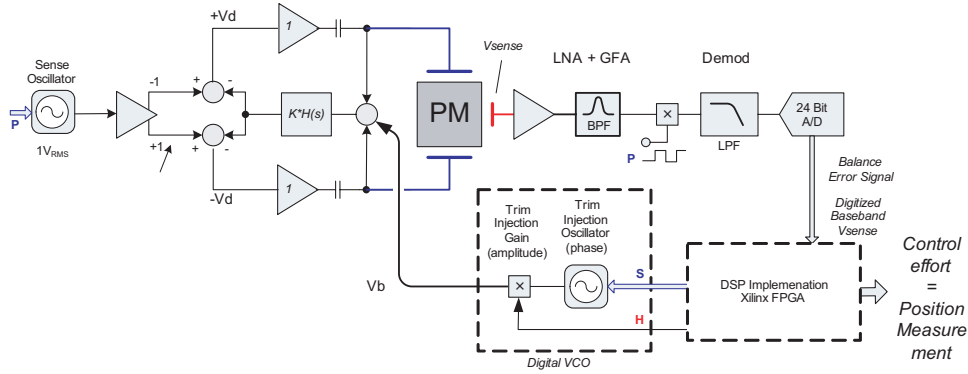 +Vd
1
Sense
Oscillator
P
1VRMS
-1
+1
+
-
+
-
K*H(s)
-Vd
1
Vsense
PM
LNA + GFA
BPF
Demod
×
P
LPF
24 Bit
A/D
Balance
Error Signal
Digitized
Baseband
Vsense
Trim
Injection
Gain
(amplitude)
Trim
Injection
Oscillator
(phase)
Vb
×
S
H
Digital VCO
DSP Implemenation
Xilinx FPGA
Control
effort
=
Position
Measure
ment